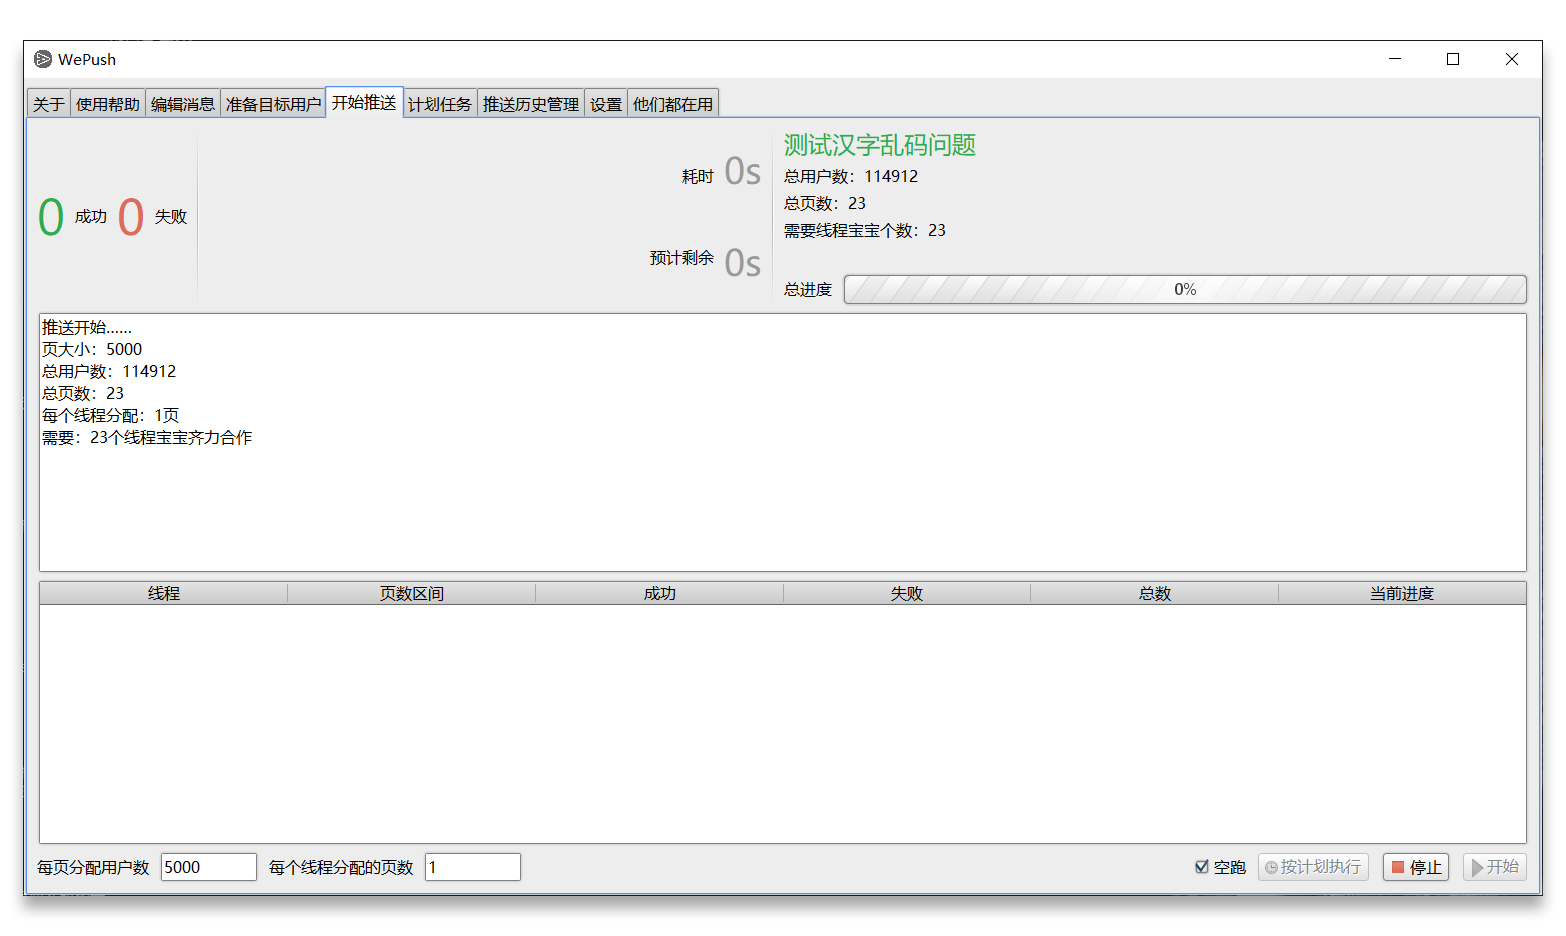 WePush
关于 使用帮助 编辑消息 准备目标用户 开始推送 计划任务 推送历史管理 设置 他们都在用
0 成功 0 失败
耗时 0s
预计剩余 0s
测试汉字乱码问题
总用户数：114912
总页数：23
需要线程宝宝个数：23
总进度 0%
推送开始......
页大小：5000
总用户数：114912
总页数：23
每个线程分配：1页
需要：23个线程宝宝齐力合作
线程 页数区间 成功 失败 总数 当前进度
每页分配用户数 5000 每个线程分配的页数 1 空跑 按计划执行 停止 开始